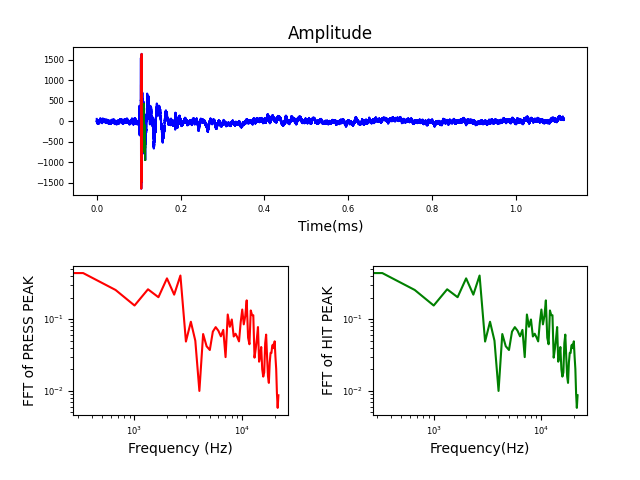 Amplitude
1500
1000
500
0
−500
−1000
−1500
0.0 0.2 0.4 0.6 0.8 1.0
Time(ms)
FFT of PRESS PEAK
10⁻¹
10⁻²
10³ 10⁴
Frequency (Hz)
FFT of HIT PEAK
10⁻¹
10⁻²
10³ 10⁴
Frequency(Hz)